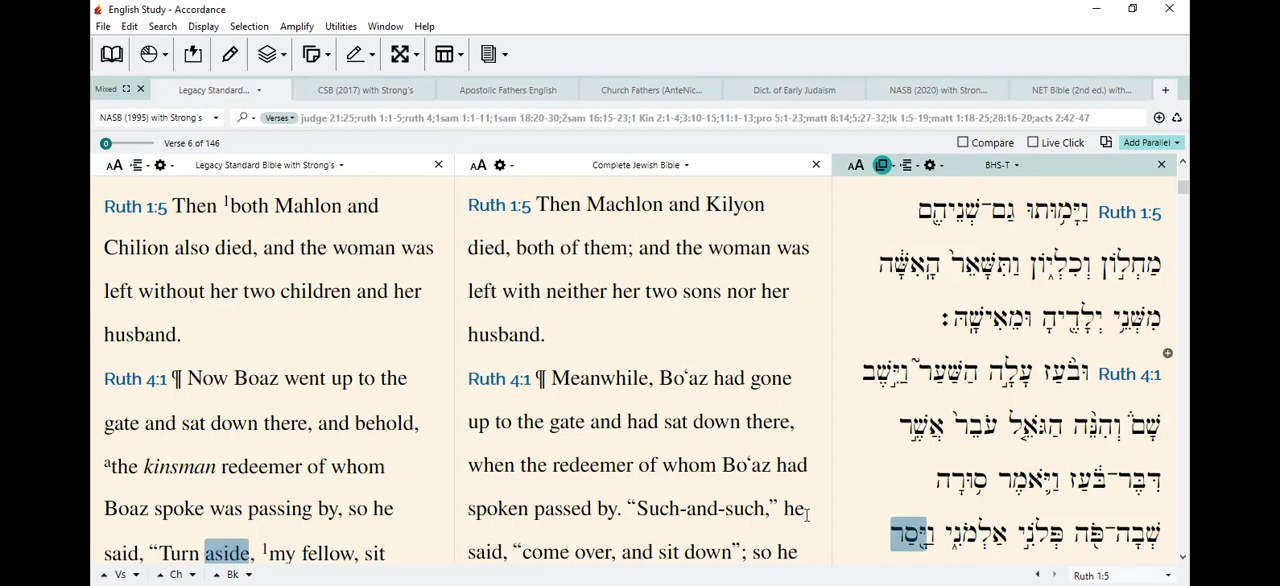 English Study - Accordance
File Edit Search Display Selection Amplify Utilities Window Help
Mixed Legacy Standard... CSB (2017) with Strong's Apostolic Fathers English Church Fathers (AnteNic... Dict. of Early Judaism NASB (2020) with Stron... NET Bible (2nd ed.) with...
NASB (1995) with Strong's Verses judge 21:25;ruth 1:1-5;ruth 4;1sam 1:1-11;1sam 18:20-30;2sam 16:15-23;1 Kin 2:1-4;3:10-15;11:1-13;pro 5:1-23;matt 8:14;5:27-32;lk 1:5-19;matt 1:18-25;28:16-20;acts 2:42-47
0 Verse 6 of 146 Compare Live Click Add Parallel
AA Legacy Standard Bible with Strong's
Ruth 1:5 Then ¹both Mahlon and
Chilion also died, and the woman was
left without her two children and her
husband.
Ruth 4:1 ¶ Now Boaz went up to the
gate and sat down there, and behold,
ᵃthe kinsman redeemer of whom
Boaz spoke was passing by, so he
said, “Turn aside, ¹my fellow, sit
AA Complete Jewish Bible
Ruth 1:5 Then Machlon and Kilyon
died, both of them; and the woman was
left with neither her two sons nor her
husband.
Ruth 4:1 ¶ Meanwhile, Bo‘az had gone
up to the gate and had sat down there,
when the redeemer of whom Bo‘az had
spoken passed by. “Such-and-such,” he
said, “come over, and sit down”; so he
AA BHS-T
Ruth 1:5 וַיָּמ֥וּתוּ גַם־שְׁנֵיהֶ֖ם
מַחְל֣וֹן וְכִלְי֑וֹן וַתִּשָּׁאֵר֙ הָֽאִשָּׁ֔ה
מִשְּׁנֵ֥י יְלָדֶ֖יהָ וּמֵאִישָֽׁהּ׃
Ruth 4:1 וּבֹ֨עַז עָלָ֣ה הַשַּׁעַר֮ וַיֵּ֣שֶׁב
שָׁם֒ וְהִנֵּ֨ה הַגֹּאֵ֤ל עֹבֵר֙ אֲשֶׁ֣ר
דִּבֶּר־בֹּ֔עַז וַיֹּ֛אמֶר ס֥וּרָה
שְׁבָה־פֹּ֖ה פְּלֹנִ֣י אַלְמֹנִ֑י וַיָּ֖סַר
Vs Ch Bk Ruth 1:5